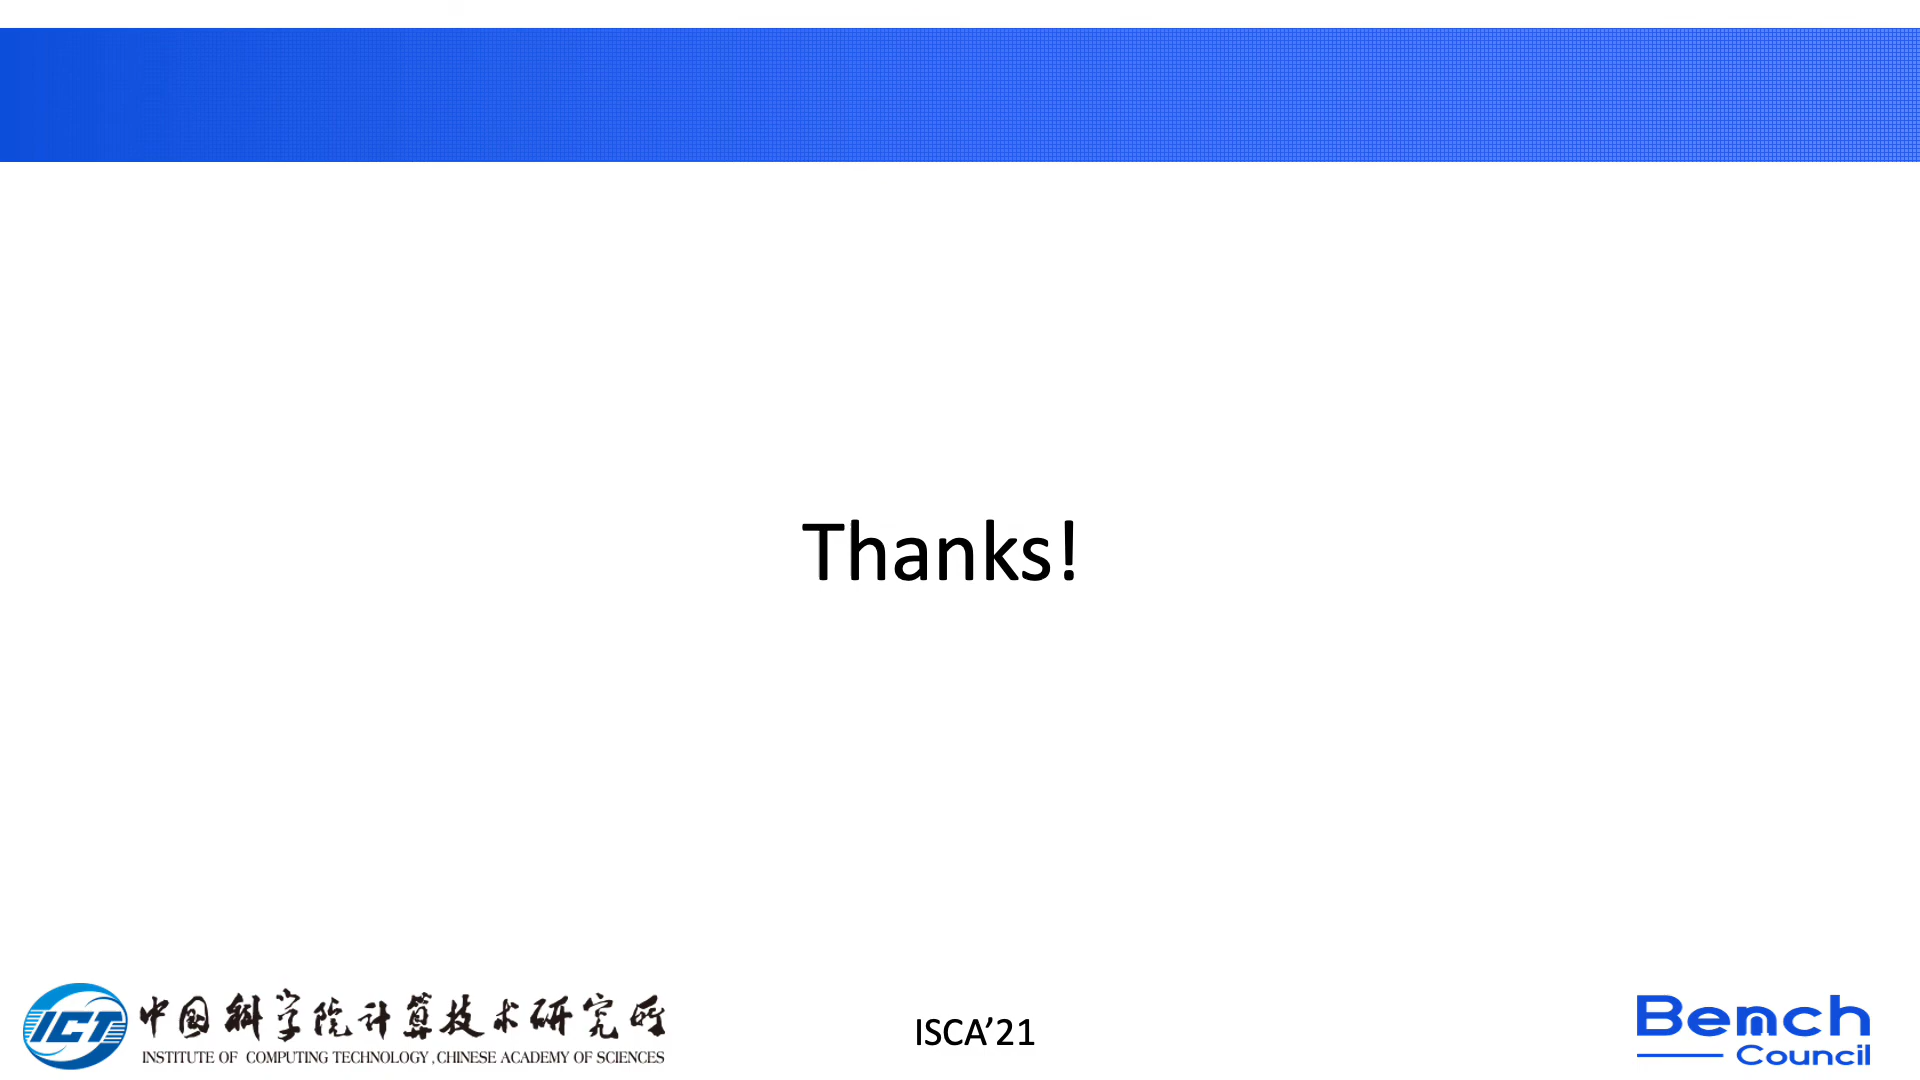 Thanks!
ICT
中国科学院计算技术研究所
INSTITUTE OF COMPUTING TECHNOLOGY, CHINESE ACADEMY OF SCIENCES
ISCA’21
Bench
Council